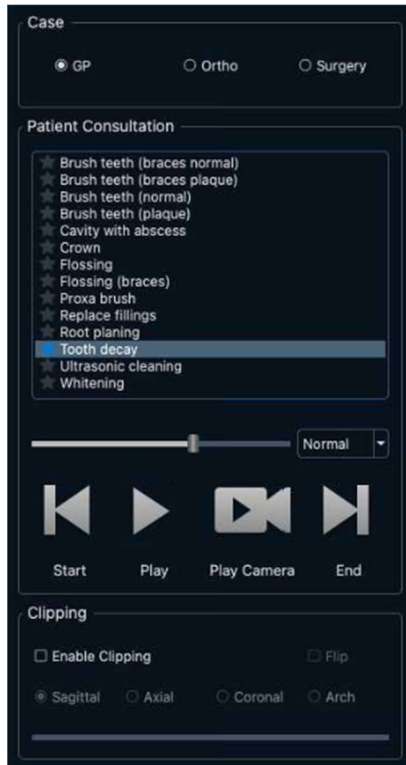 Case
GP Ortho Surgery
Patient Consultation
Brush teeth (braces normal)
Brush teeth (braces plaque)
Brush teeth (normal)
Brush teeth (plaque)
Cavity with abscess
Crown
Flossing
Flossing (braces)
Proxa brush
Replace fillings
Root planing
Tooth decay
Ultrasonic cleaning
Whitening
Normal
Start Play Play Camera End
Clipping
Enable Clipping Flip
Sagittal Axial Coronal Arch